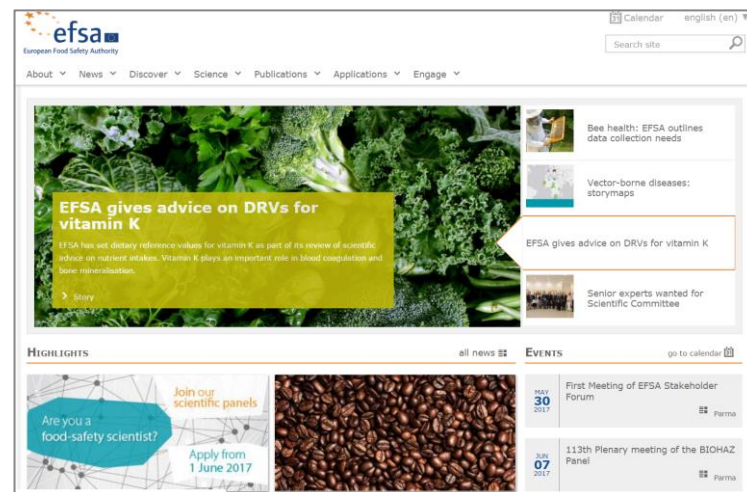 Calendar english (en)
efsa
European Food Safety Authority
Search site
About News Discover Science Publications Applications Engage
EFSA gives advice on DRVs for
vitamin K
EFSA has set dietary reference values for vitamin K as part of its review of scientific
advice on nutrient intakes. Vitamin K plays an important role in blood coagulation and
bone mineralisation.
Story
Bee health: EFSA outlines
data collection needs
Vector-borne diseases:
storymaps
EFSA gives advice on DRVs for vitamin K
Senior experts wanted for
Scientific Committee
HIGHLIGHTS all news
Are you a
food-safety scientist?
Join our
scientific panels
Apply from
1 June 2017
EVENTS go to calendar
MAY
30
2017
First Meeting of EFSA Stakeholder
Forum
Parma
JUN
07
2017
113th Plenary meeting of the BIOHAZ
Panel
Parma